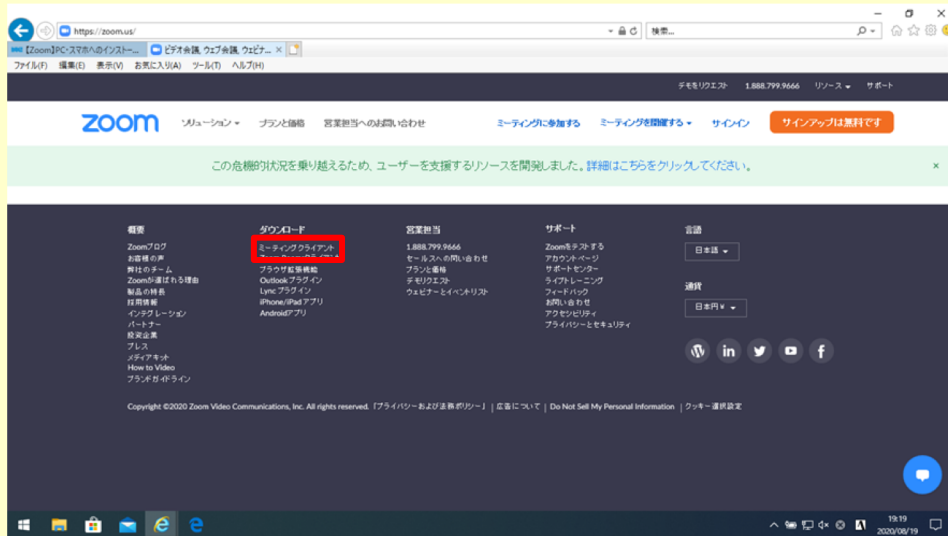 https://zoom.us/
検索...
【Zoom】PC・スマホへのインストー...
ビデオ会議, ウェブ会議, ウェビナ...
ファイル(F) 編集(E) 表示(V) お気に入り(A) ツール(T) ヘルプ(H)
デモをリクエスト 1.888.799.9666 リソース サポート
zoom ソリューション プランと価格 営業担当へのお問い合わせ ミーティングに参加する ミーティングを開催する サインイン サインアップは無料です
この危機的状況を乗り越えるため、ユーザーを支援するリソースを開発しました。詳細はこちらをクリックしてください。
概要
Zoomブログ
お客様の声
弊社のチーム
Zoomが選ばれる理由
製品の特長
採用情報
インテグレーション
パートナー
投資企業
プレス
メディアキット
How to Video
ブランドガイドライン
ダウンロード
ミーティングクライアント
ブラウザ拡張機能
Outlookプラグイン
Lyncプラグイン
iPhone/iPadアプリ
Androidアプリ
営業担当
1.888.799.9666
セールスへの問い合わせ
プランと価格
デモリクエスト
ウェビナーとイベントリスト
サポート
Zoomをテストする
アカウントページ
サポートセンター
ライブトレーニング
フィードバック
お問い合わせ
アクセシビリティ
プライバシーとセキュリティ
言語
日本語
通貨
日本円 ¥
Copyright ©2020 Zoom Video Communications, Inc. All rights reserved. 「プライバシーおよび法務ポリシー」 | 広告について | Do Not Sell My Personal Information | クッキー選択設定
19:19
2020/08/19